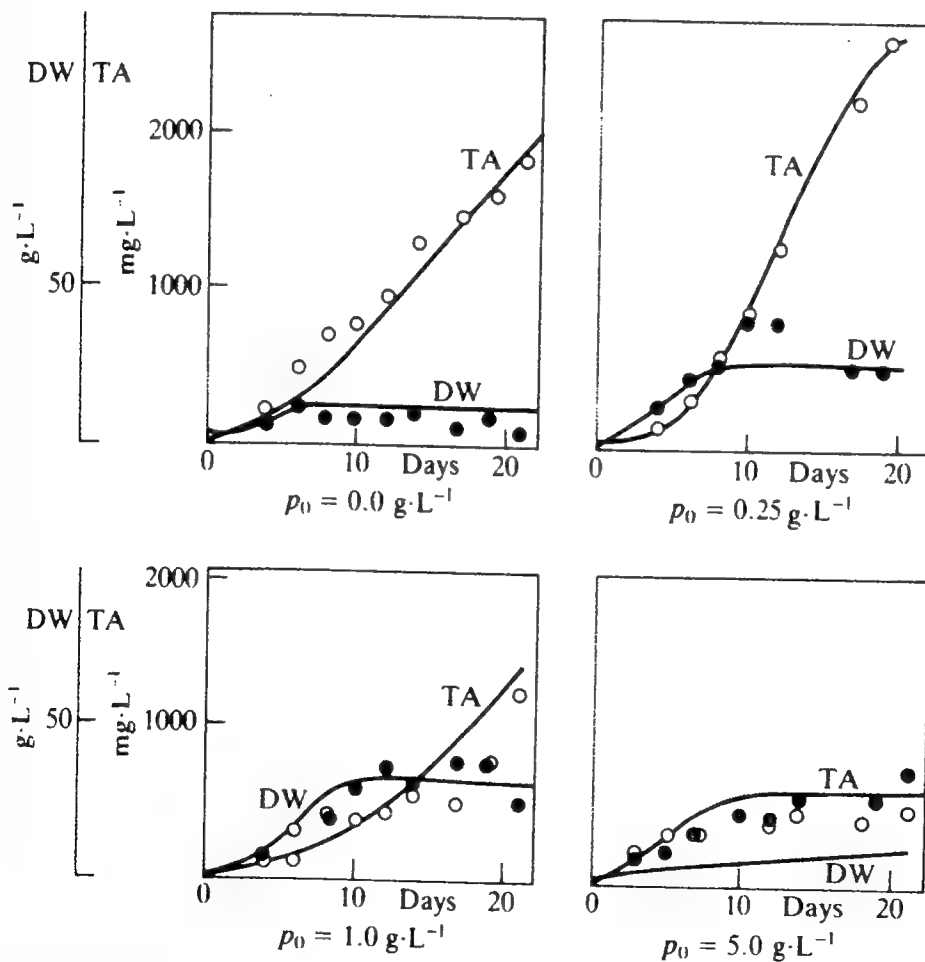 DW TA
g·L⁻¹
mg·L⁻¹
50
2000
1000
TA
DW
0 10 Days 20
p₀ = 0.0 g·L⁻¹
TA
DW
0 10 Days 20
p₀ = 0.25 g·L⁻¹
DW TA
g·L⁻¹
mg·L⁻¹
50
2000
1000
TA
DW
0 10 Days 20
p₀ = 1.0 g·L⁻¹
TA
DW
0 10 Days 20
p₀ = 5.0 g·L⁻¹